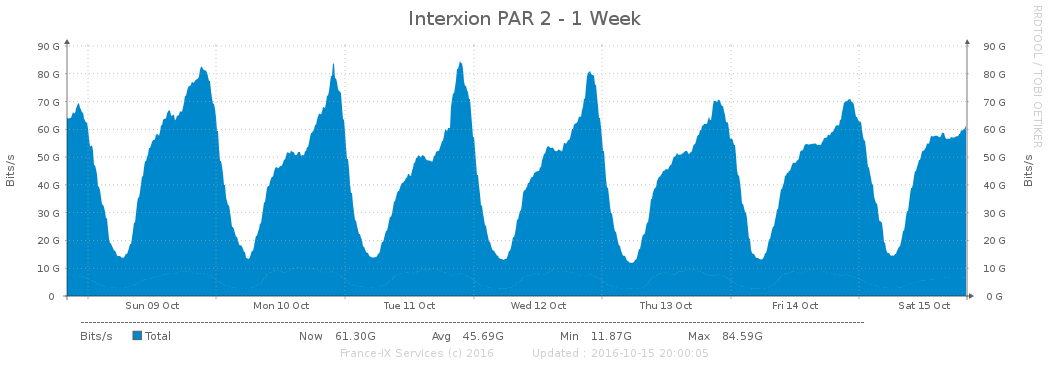 Interxion PAR 2 - 1 Week
RRDTOOL / TOBI OETIKER
90 G 90 G
80 G 80 G
70 G 70 G
60 G 60 G
50 G 50 G
40 G 40 G
30 G 30 G
20 G 20 G
10 G 10 G
0 0 G
Bits/s
Bits/s
Sun 09 Oct Mon 10 Oct Tue 11 Oct Wed 12 Oct Thu 13 Oct Fri 14 Oct Sat 15 Oct
Bits/s Total Now 61.30G Avg 45.69G Min 11.87G Max 84.59G
France-IX Services (c) 2016 Updated : 2016-10-15 20:00:05